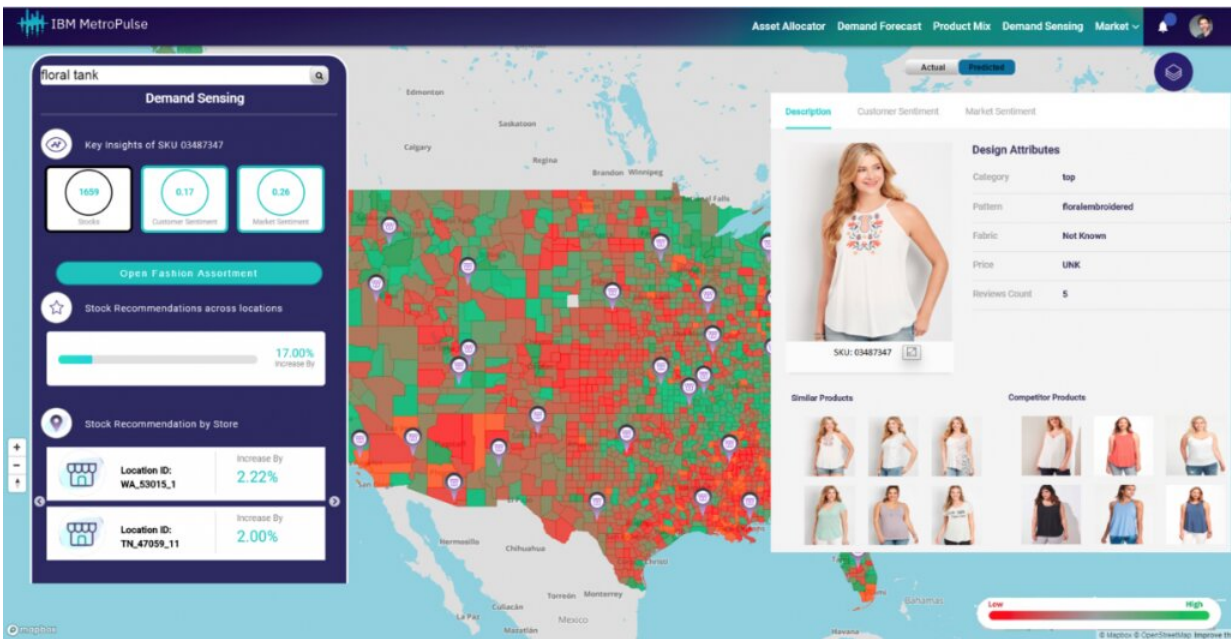 IBM MetroPulse
Asset Allocator Demand Forecast Product Mix Demand Sensing Market
floral tank
Demand Sensing
Key Insights of SKU 03487347
1659
Stocks
0.17
Customer Sentiment
0.26
Market Sentiment
Open Fashion Assortment
Stock Recommendations across locations
17.00%
Increase By
Stock Recommendation by Store
Location ID:
WA_53015_1
Increase By
2.22%
Location ID:
TN_47059_11
Increase By
2.00%
Actual Predicted
Description Customer Sentiment Market Sentiment
Design Attributes
Category top
Pattern floralembroidered
Fabric Not Known
Price UNK
Reviews Count 5
SKU: 03487347
Similar Products
Competitor Products
Edmonton
Saskatoon
Calgary
Regina
Brandon Winnipeg
Hermosillo
Chihuahua
Torreón Monterrey
Culiacán
La Paz
Mazatlán
Mexico
Bahamas
Havana
Low High
mapbox
© Mapbox © OpenStreetMap Improve